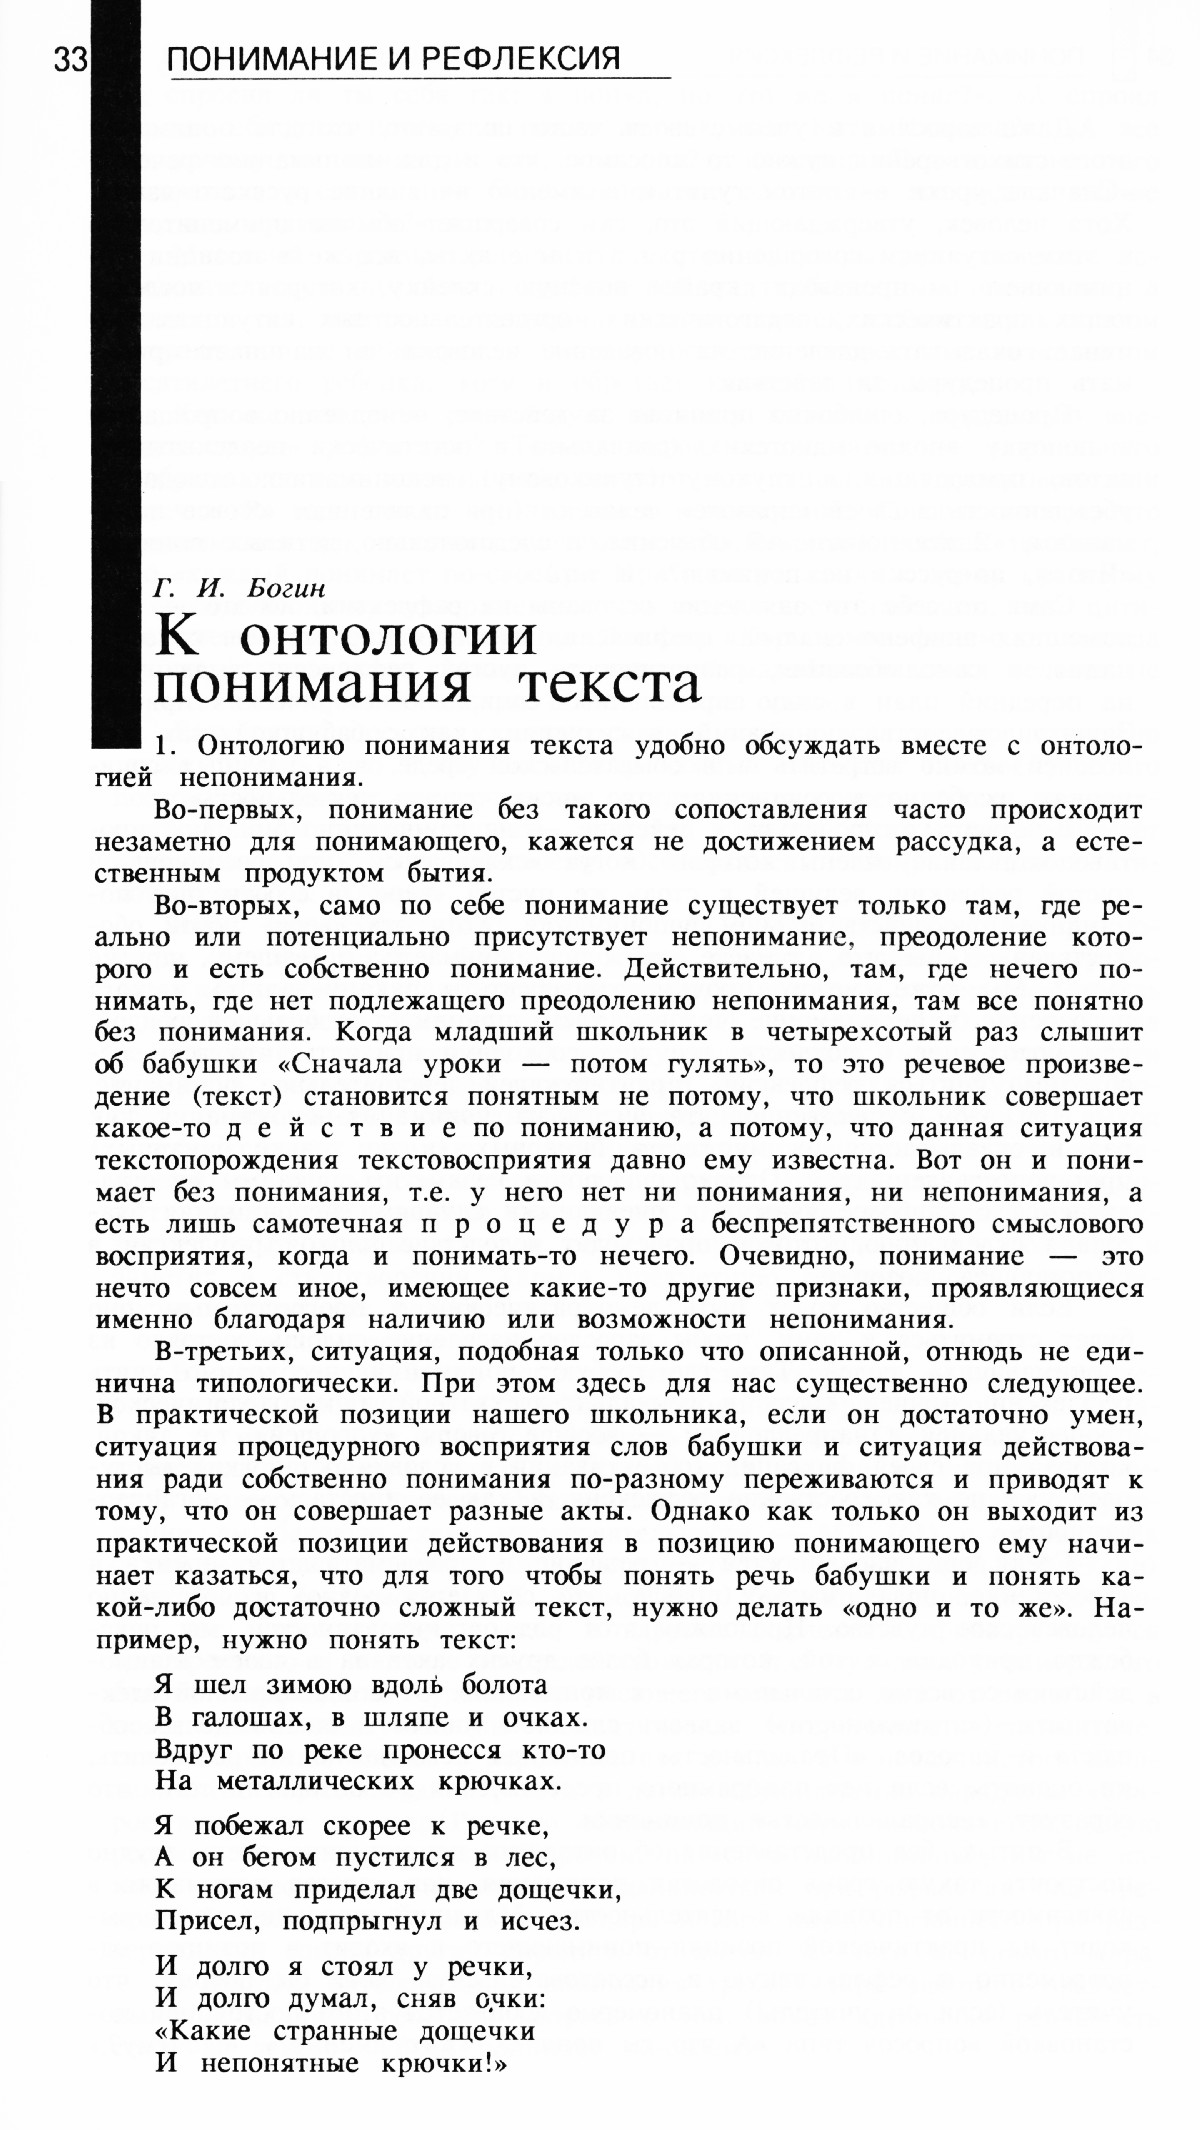 33
ПОНИМАНИЕ И РЕФЛЕКСИЯ
Г. И. Богин
К онтологии
понимания текста
1. Онтологию понимания текста удобно обсуждать вместе с онтоло-
гией непонимания.
Во-первых, понимание без такого сопоставления часто происходит
незаметно для понимающего, кажется не достижением рассудка, а есте-
ственным продуктом бытия.
Во-вторых, само по себе понимание существует только там, где ре-
ально или потенциально присутствует непонимание, преодоление кото-
рого и есть собственно понимание. Действительно, там, где нечего по-
нимать, где нет подлежащего преодолению непонимания, там все понятно
без понимания. Когда младший школьник в четырехсотый раз слышит
об бабушки «Сначала уроки — потом гулять», то это речевое произве-
дение (текст) становится понятным не потому, что школьник совершает
какое-то д е й с т в и е по пониманию, а потому, что данная ситуация
текстопорождения текстовосприятия давно ему известна. Вот он и пони-
мает без понимания, т.е. у него нет ни понимания, ни непонимания, а
есть лишь самотечная п р о ц е д у р а беспрепятственного смыслового
восприятия, когда и понимать-то нечего. Очевидно, понимание — это
нечто совсем иное, имеющее какие-то другие признаки, проявляющиеся
именно благодаря наличию или возможности непонимания.
В-третьих, ситуация, подобная только что описанной, отнюдь не еди-
нична типологически. При этом здесь для нас существенно следующее.
В практической позиции нашего школьника, если он достаточно умен,
ситуация процедурного восприятия слов бабушки и ситуация действова-
ния ради собственно понимания по-разному переживаются и приводят к
тому, что он совершает разные акты. Однако как только он выходит из
практической позиции действования в позицию понимающего ему начи-
нает казаться, что для того чтобы понять речь бабушки и понять ка-
кой-либо достаточно сложный текст, нужно делать «одно и то же». На-
пример, нужно понять текст:
Я шел зимою вдоль болота
В галошах, в шляпе и очках.
Вдруг по реке пронесся кто-то
На металлических крючках.
Я побежал скорее к речке,
А он бегом пустился в лес,
К ногам приделал две дощечки,
Присел, подпрыгнул и исчез.
И долго я стоял у речки,
И долго думал, сняв очки:
«Какие странные дощечки
И непонятные крючки!»